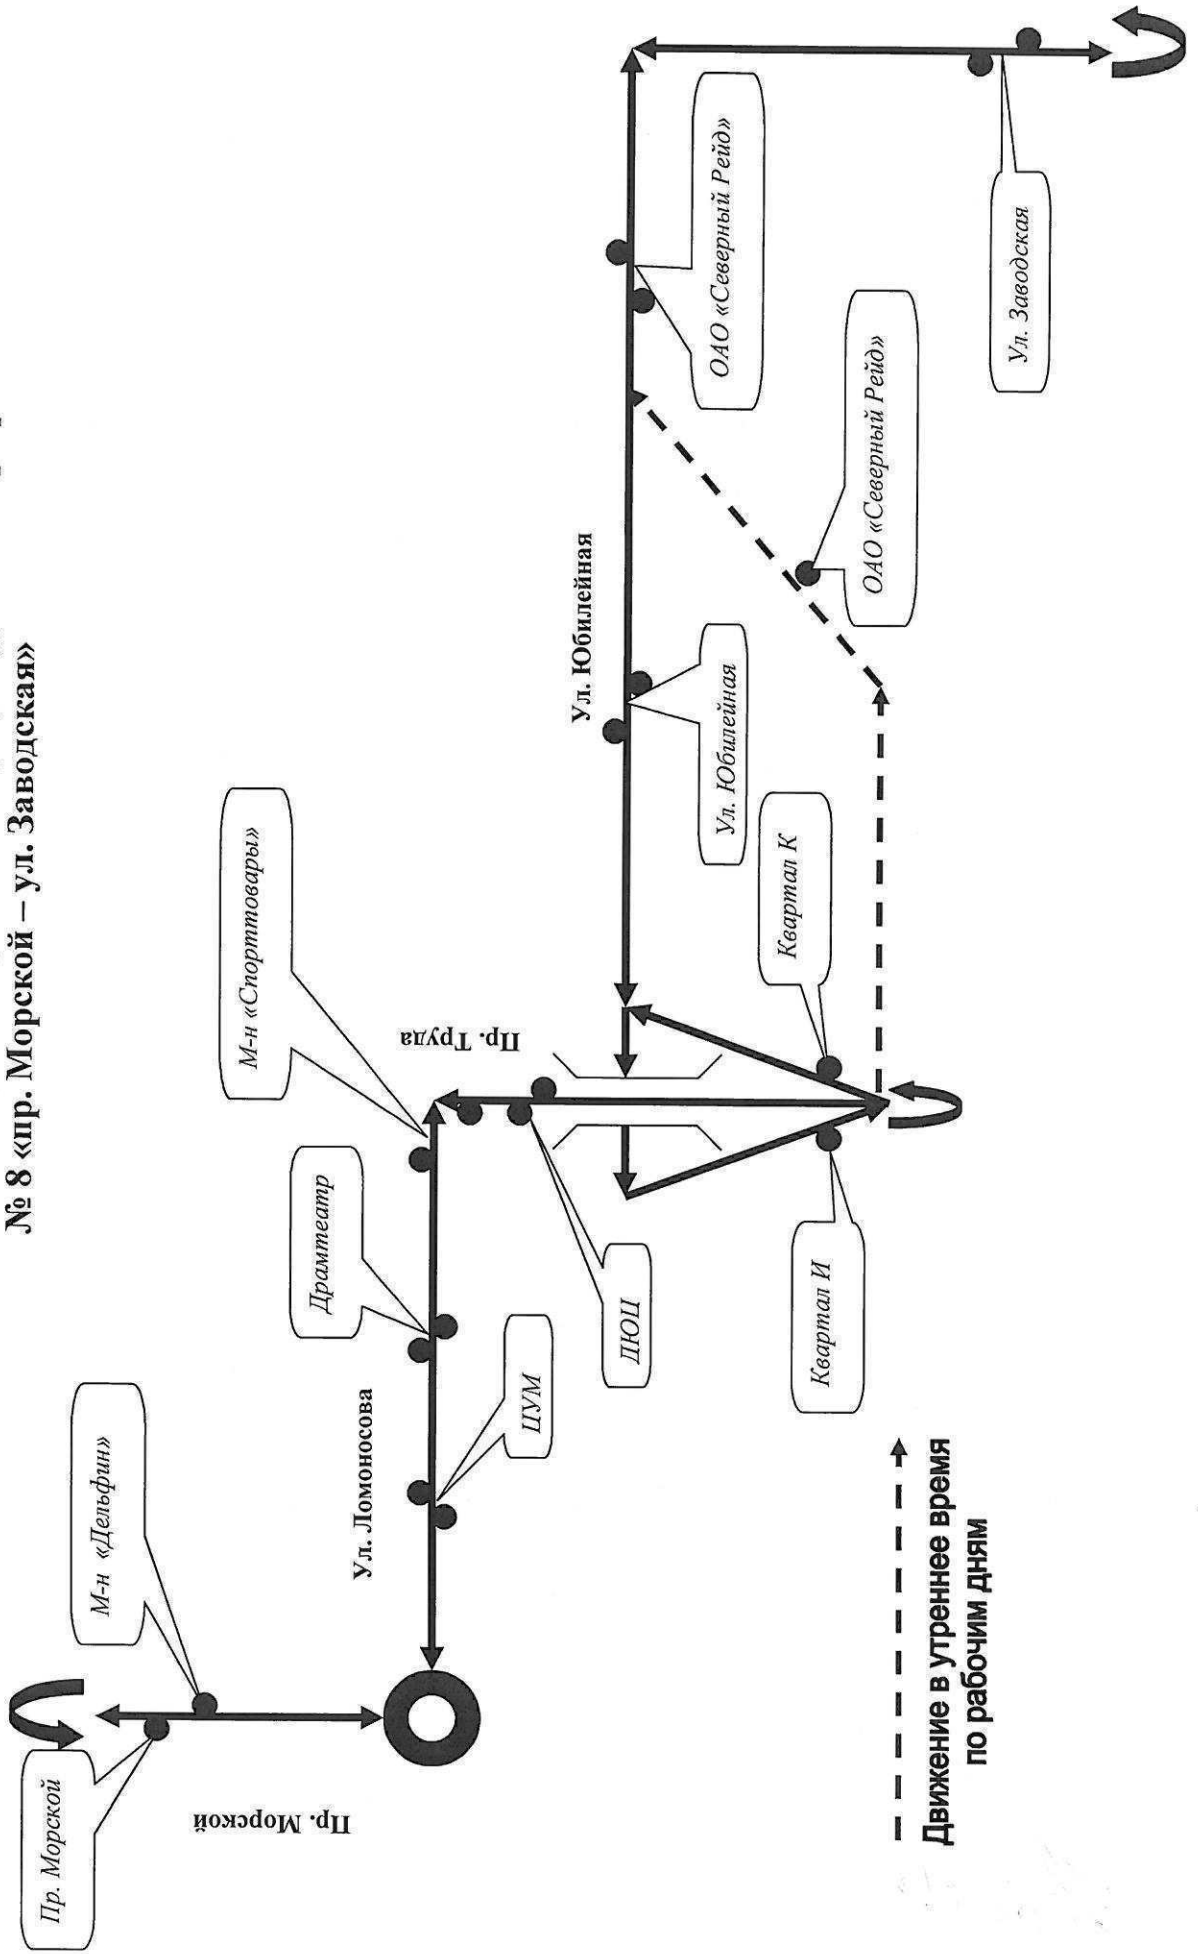 № 8 «пр. Морской – ул. Заводская»
Пр. Морской
М-н «Дельфин»
Пр. Морской
Ул. Ломоносова
ЦУМ
Драмтеатр
М-н «Спорттовары»
Пр. Труда
ДЮЦ
Квартал И
Квартал К
Ул. Юбилейная
Ул. Юбилейная
ОАО «Северный Рейд»
ОАО «Северный Рейд»
Ул. Заводская
Движение в утреннее время
по рабочим дням